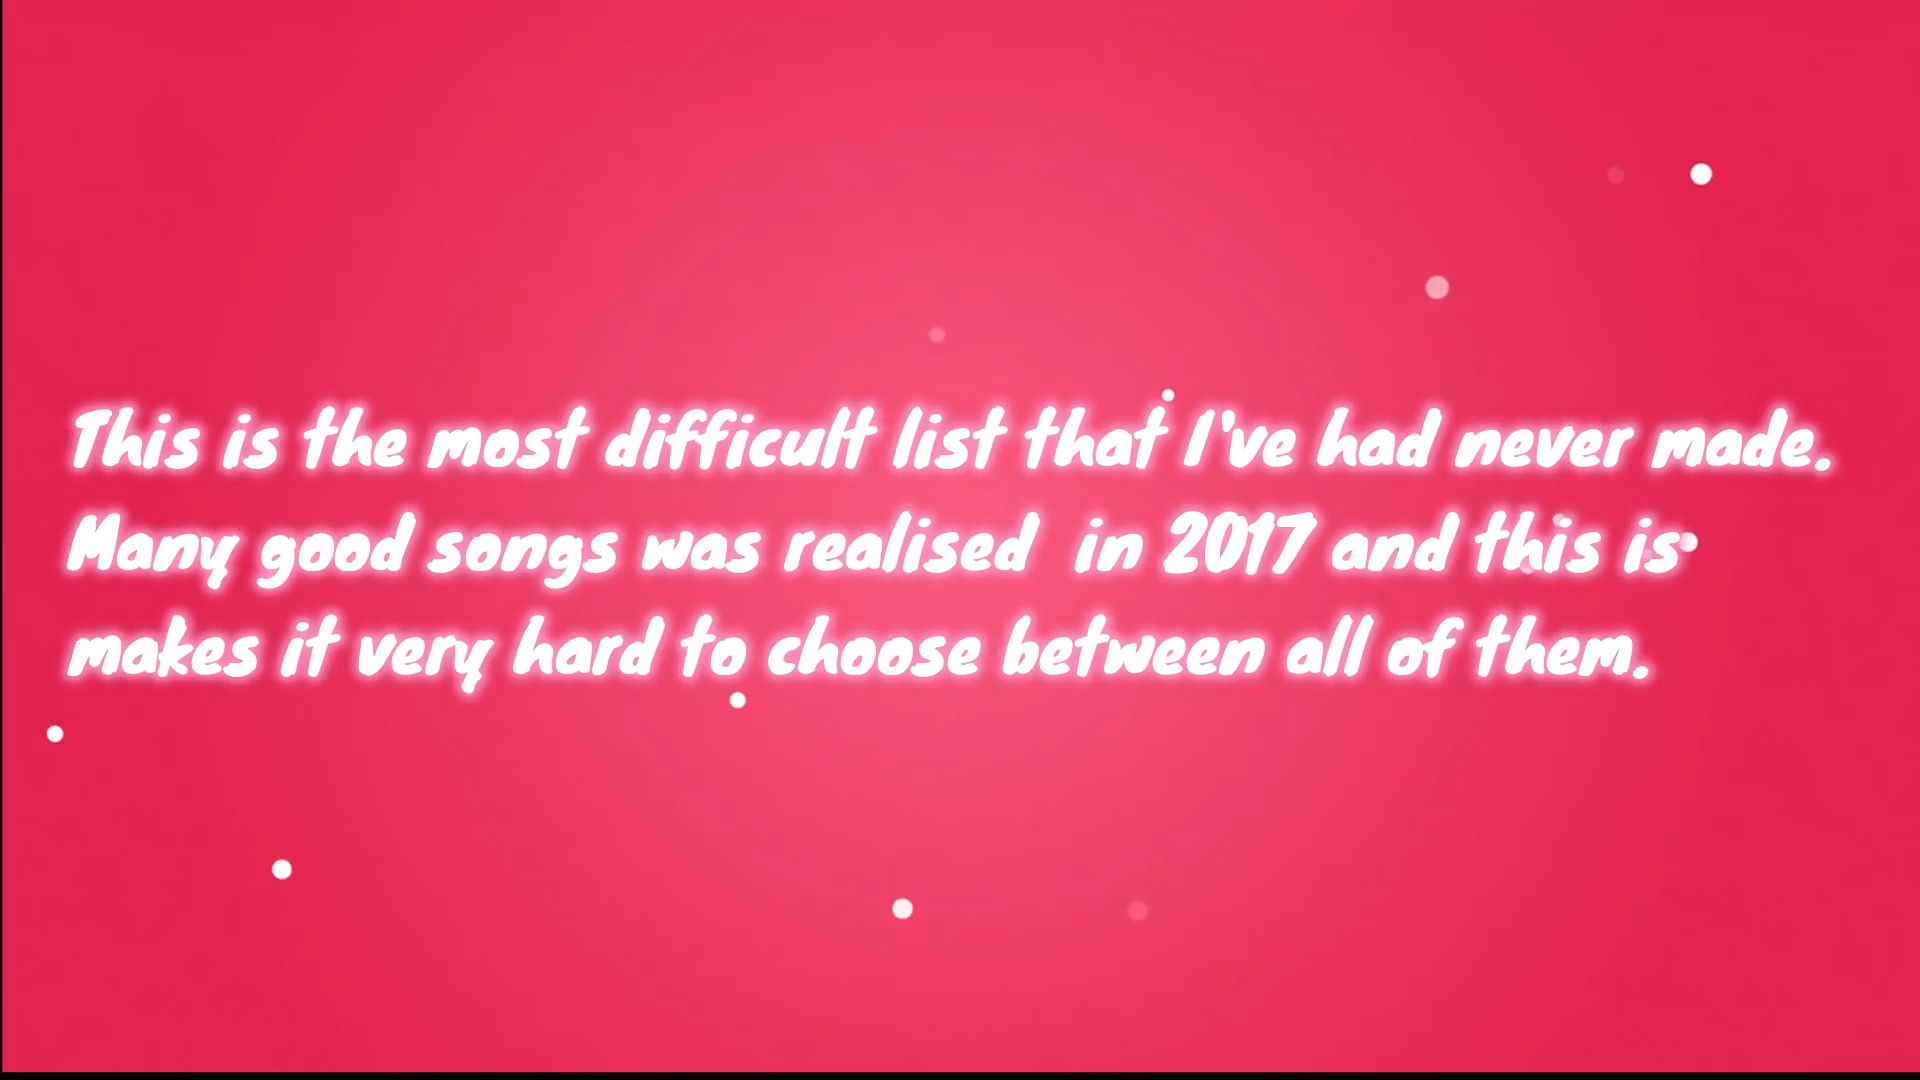 This is the most difficult list that I've had never made.
Many good songs was realised in 2017 and this is
makes it very hard to choose between all of them.